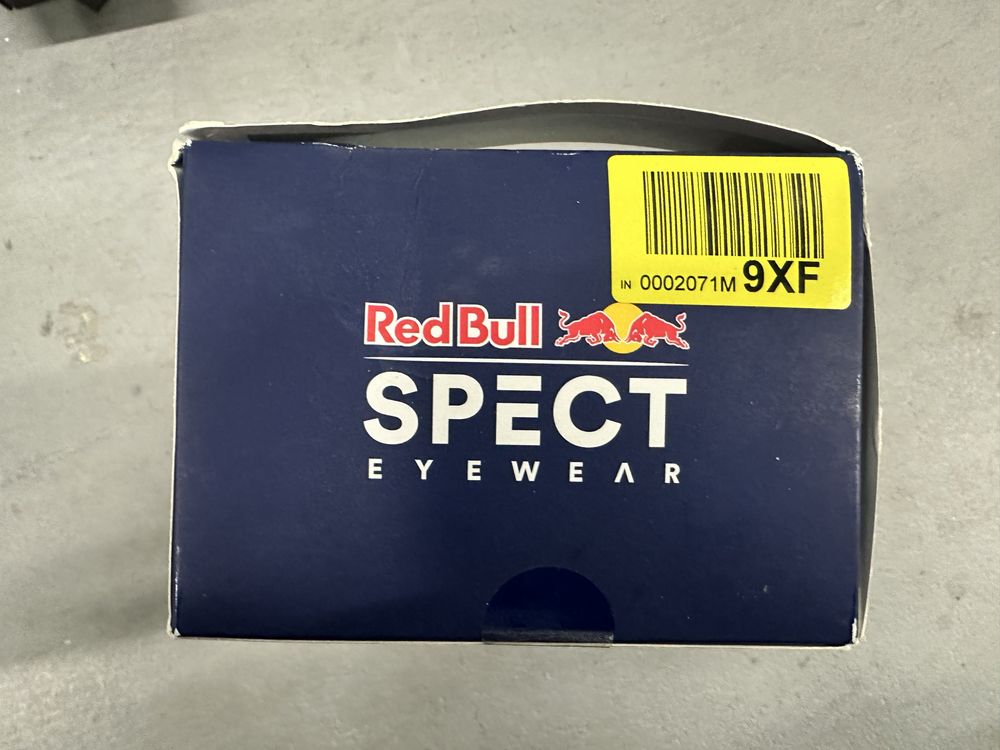 IN 0002071M 9XF
Red Bull
SPECT
EYEWEAR